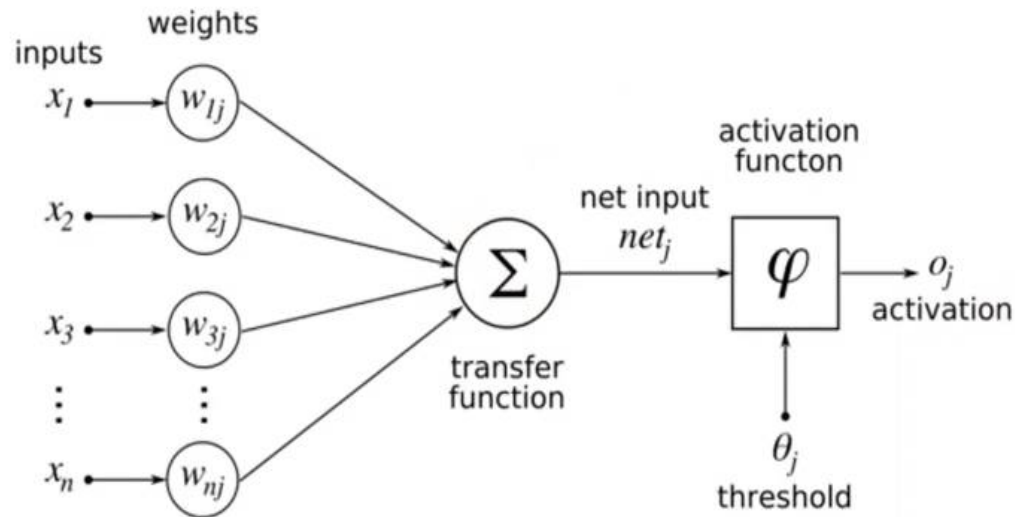 weights
inputs
x₁ w₁ⱼ
activation
functon
net input
netⱼ
x₂ w₂ⱼ
Σ
φ
oⱼ
activation
x₃ w₃ⱼ
transfer
function
θⱼ
threshold
⋮ ⋮
xₙ wₙⱼ